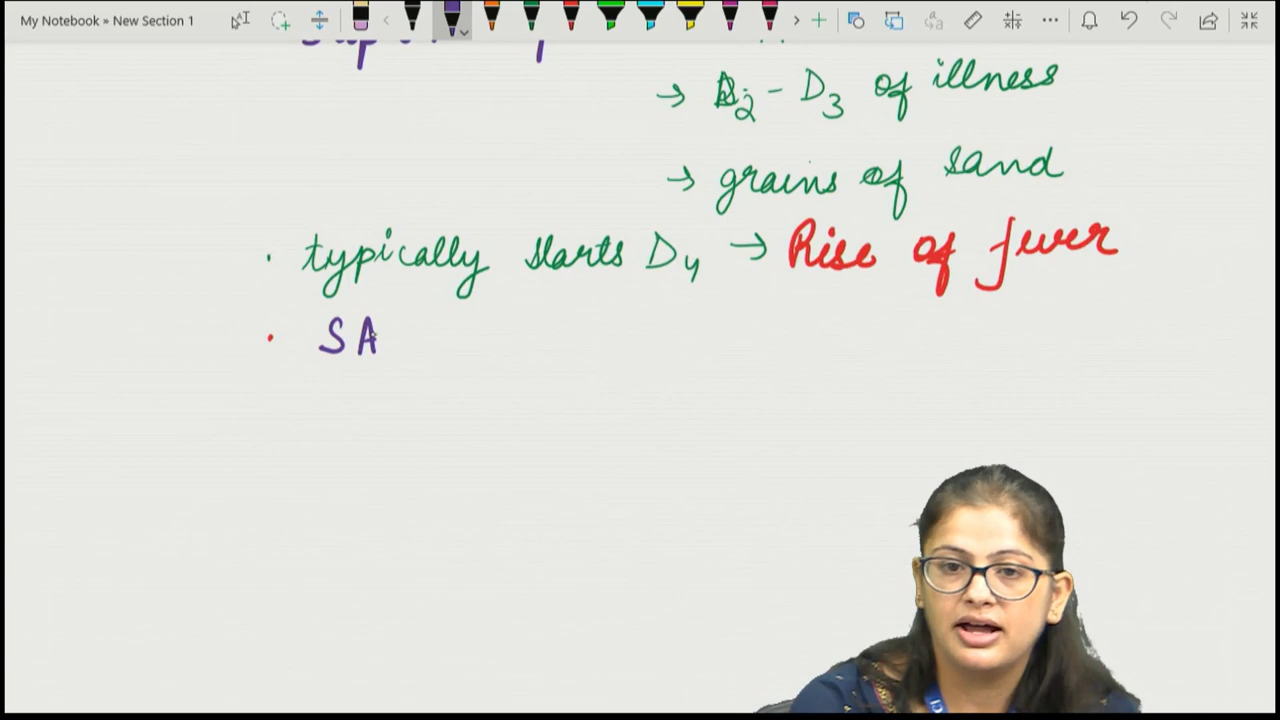 My Notebook » New Section 1
→ D2 - D3 of illness
→ grains of sand
· typically starts D4 → Rise of fever
· SA